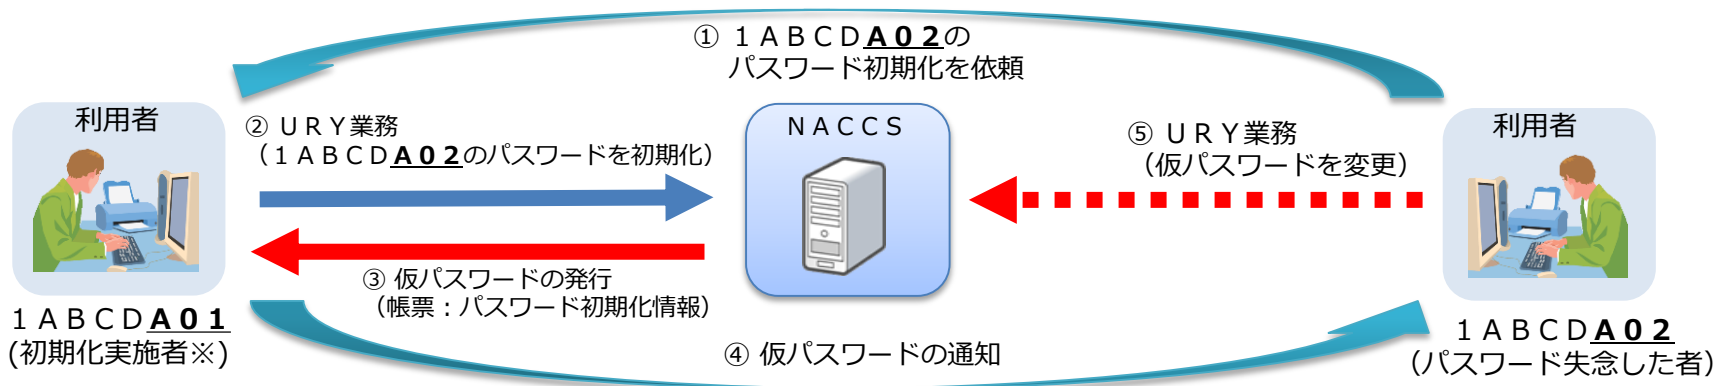 ① １ＡＢＣＤＡ０２の
パスワード初期化を依頼
利用者
② ＵＲＹ業務
（１ＡＢＣＤＡ０２のパスワードを初期化）
ＮＡＣＣＳ
⑤ ＵＲＹ業務
（仮パスワードを変更）
利用者
③ 仮パスワードの発行
（帳票：パスワード初期化情報）
１ＡＢＣＤＡ０１
(初期化実施者※)
④ 仮パスワードの通知
１ＡＢＣＤＡ０２
（パスワード失念した者）